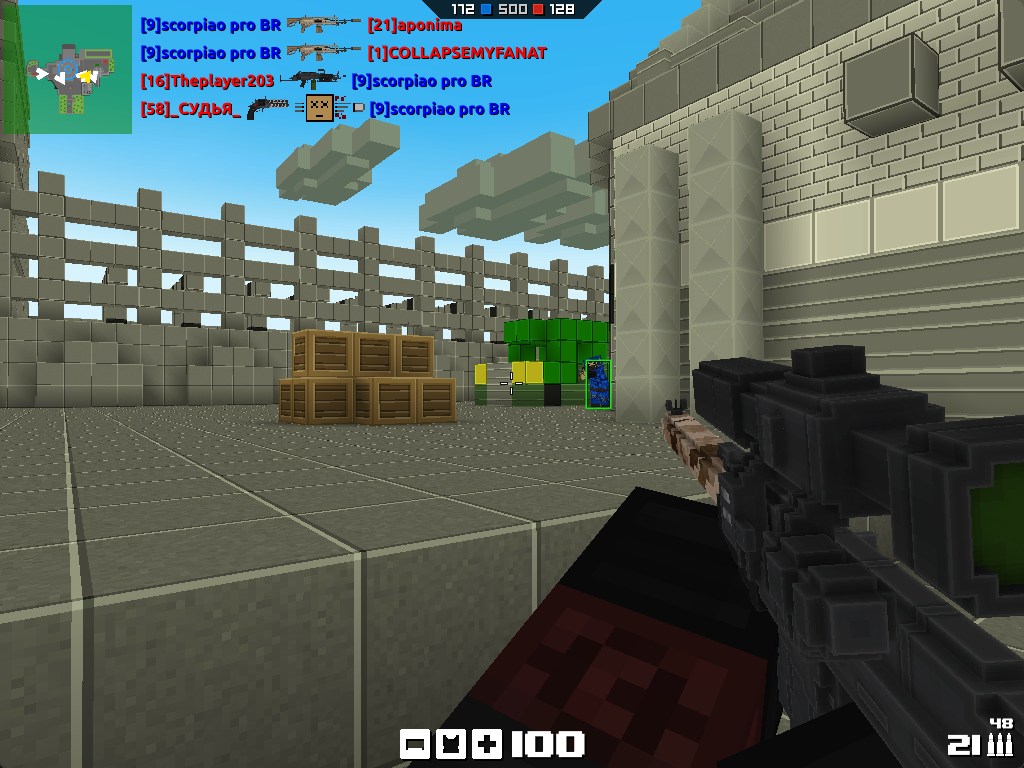 112 500 128
[9]scorpiao pro BR [21]aponima
[9]scorpiao pro BR [1]COLLAPSEMYFANAT
[16]Theplayer203 [9]scorpiao pro BR
[58]_СУДЬЯ_ [9]scorpiao pro BR
48
100 21